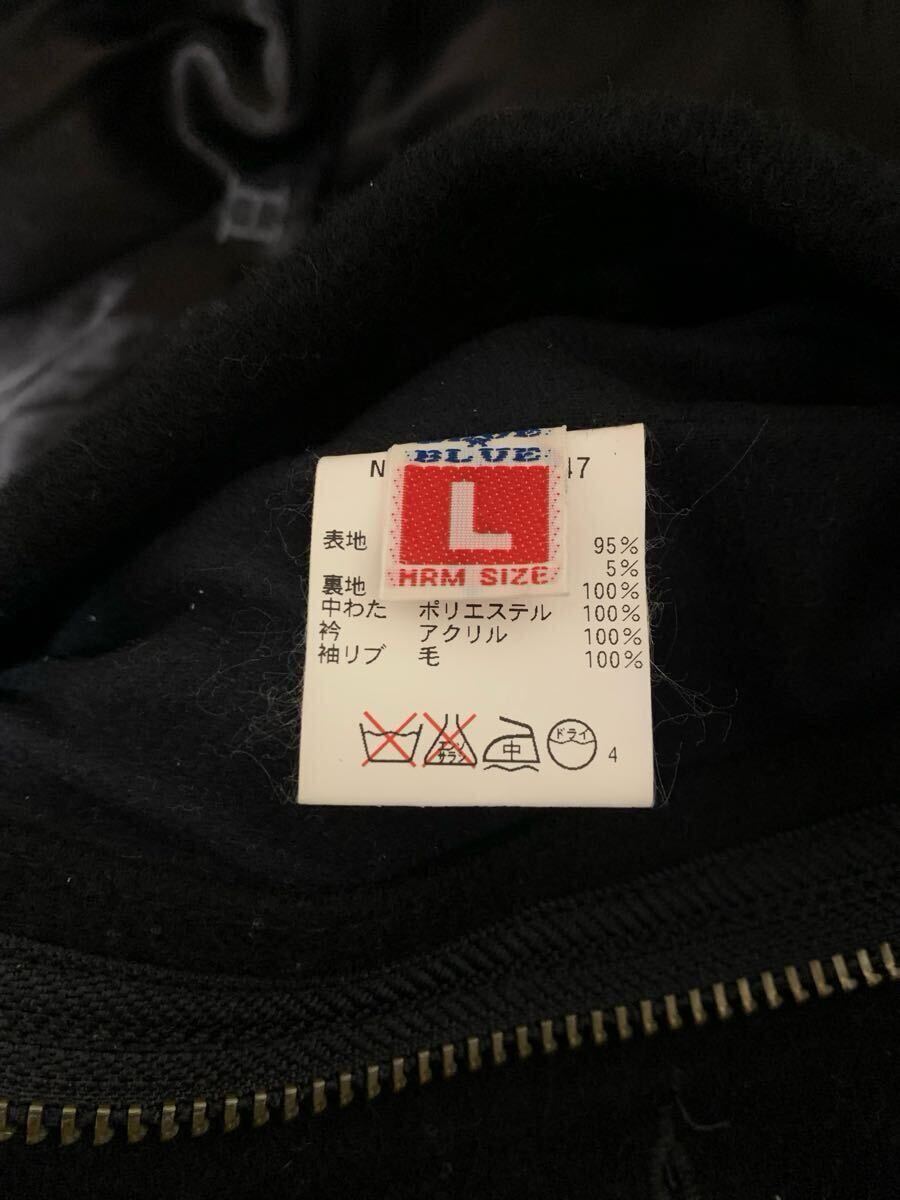 BLUE
L
HRM SIZE
N 47
表地 95%
5%
裏地 100%
中わた ポリエステル 100%
衿 アクリル 100%
袖リブ 毛 100%
中 ドライ
4